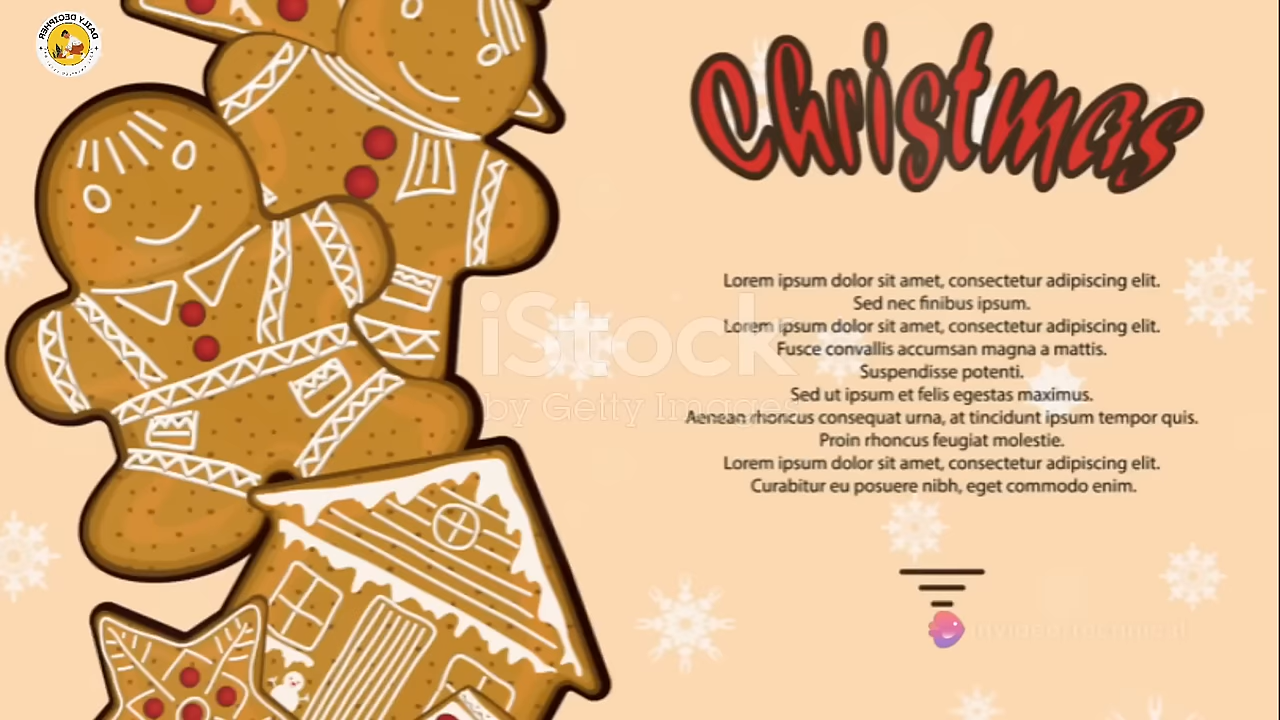 DAILY DECIPHER
Christmas
Lorem ipsum dolor sit amet, consectetur adipiscing elit.
Sed nec finibus ipsum.
Lorem ipsum dolor sit amet, consectetur adipiscing elit.
Fusce convallis accumsan magna a mattis.
Suspendisse potenti.
Sed ut ipsum et felis egestas maximus.
Aenean rhoncus consequat urna, at tincidunt ipsum tempor quis.
Proin rhoncus feugiat molestie.
Lorem ipsum dolor sit amet, consectetur adipiscing elit.
Curabitur eu posuere nibh, eget commodo enim.
iStock
by Getty Images